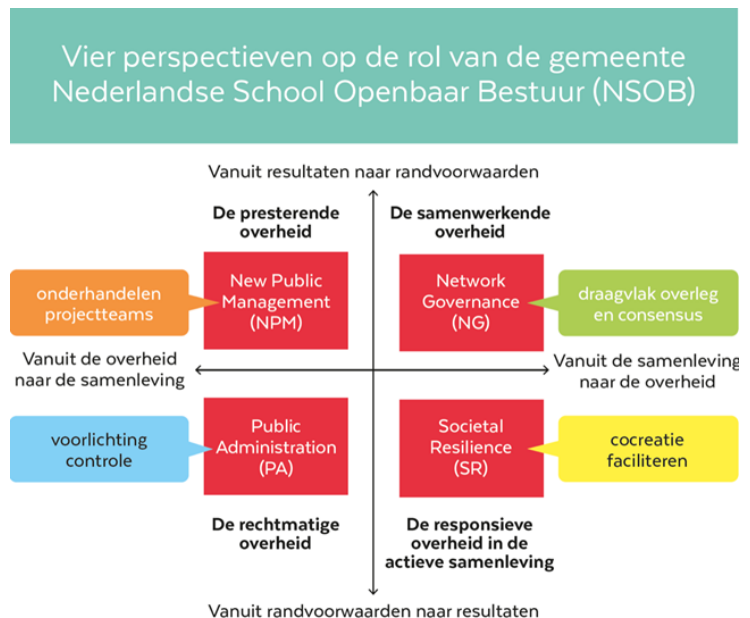 Vier perspectieven op de rol van de gemeente
Nederlandse School Openbaar Bestuur (NSOB)
Vanuit resultaten naar randvoorwaarden
De presterende
overheid
De samenwerkende
overheid
onderhandelen
projectteams
New Public
Management
(NPM)
Network
Governance
(NG)
draagvlak overleg
en consensus
Vanuit de overheid
naar de samenleving
Vanuit de samenleving
naar de overheid
voorlichting
controle
Public
Administration
(PA)
Societal
Resilience
(SR)
cocreatie
faciliteren
De rechtmatige
overheid
De responsieve
overheid in de
actieve samenleving
Vanuit randvoorwaarden naar resultaten